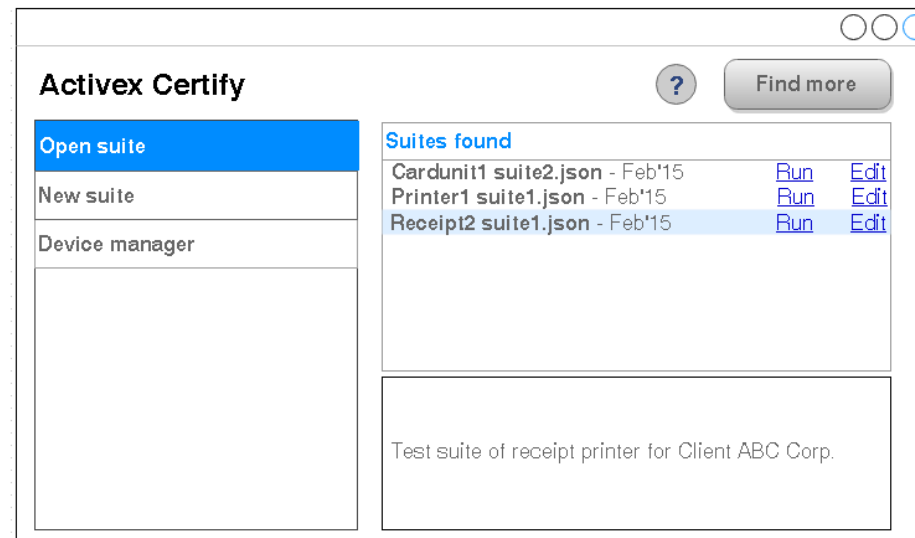 Activex Certify
?
Find more
Open suite
New suite
Device manager
Suites found
Cardunit1 suite2.json - Feb'15 Run Edit
Printer1 suite1.json - Feb'15 Run Edit
Receipt2 suite1.json - Feb'15 Run Edit
Test suite of receipt printer for Client ABC Corp.